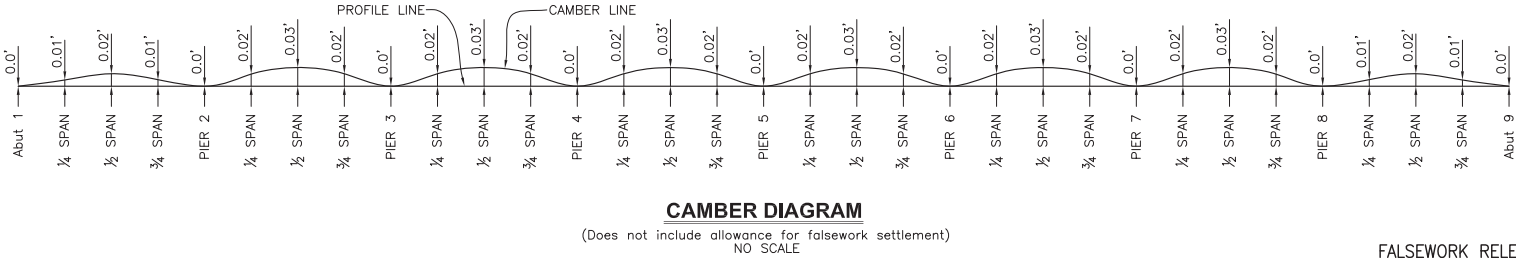 PROFILE LINE
CAMBER LINE
0.0'
0.01'
0.02'
0.01'
0.0'
0.02'
0.03'
0.02'
0.0'
0.02'
0.03'
0.02'
0.0'
0.02'
0.03'
0.02'
0.0'
0.02'
0.03'
0.02'
0.0'
0.02'
0.03'
0.02'
0.0'
0.02'
0.03'
0.02'
0.0'
0.01'
0.02'
0.01'
0.0'
Abut 1
¼ SPAN
½ SPAN
¾ SPAN
PIER 2
¼ SPAN
½ SPAN
¾ SPAN
PIER 3
¼ SPAN
½ SPAN
¾ SPAN
PIER 4
¼ SPAN
½ SPAN
¾ SPAN
PIER 5
¼ SPAN
½ SPAN
¾ SPAN
PIER 6
¼ SPAN
½ SPAN
¾ SPAN
PIER 7
¼ SPAN
½ SPAN
¾ SPAN
PIER 8
¼ SPAN
½ SPAN
¾ SPAN
Abut 9
CAMBER DIAGRAM
(Does not include allowance for falsework settlement)
NO SCALE
FALSEWORK RELE